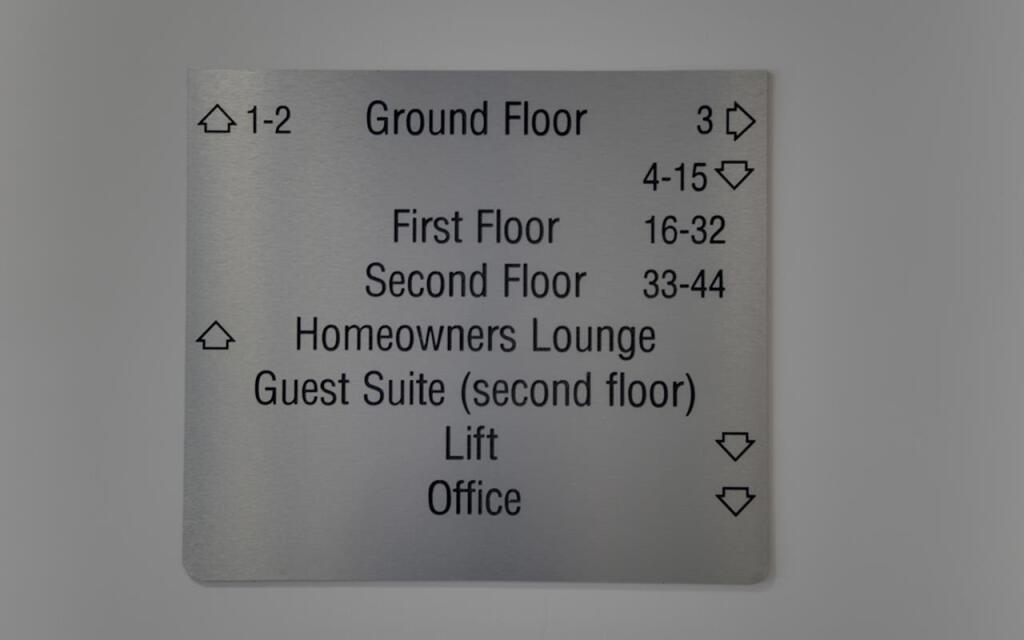 1-2 Ground Floor 3
4-15
First Floor 16-32
Second Floor 33-44
Homeowners Lounge
Guest Suite (second floor)
Lift
Office